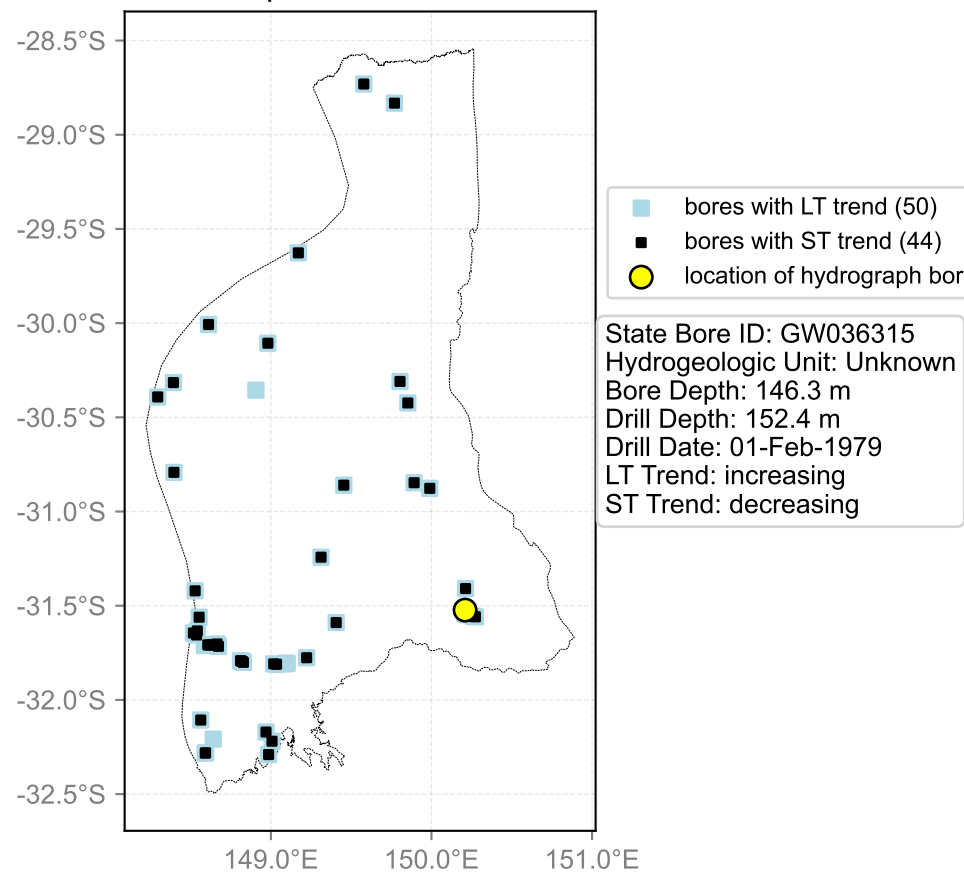 -28.5°S
-29.0°S
-29.5°S
-30.0°S
-30.5°S
-31.0°S
-31.5°S
-32.0°S
-32.5°S
149.0°E 150.0°E 151.0°E
bores with LT trend (50)
bores with ST trend (44)
location of hydrograph bor
State Bore ID: GW036315
Hydrogeologic Unit: Unknown
Bore Depth: 146.3 m
Drill Depth: 152.4 m
Drill Date: 01-Feb-1979
LT Trend: increasing
ST Trend: decreasing